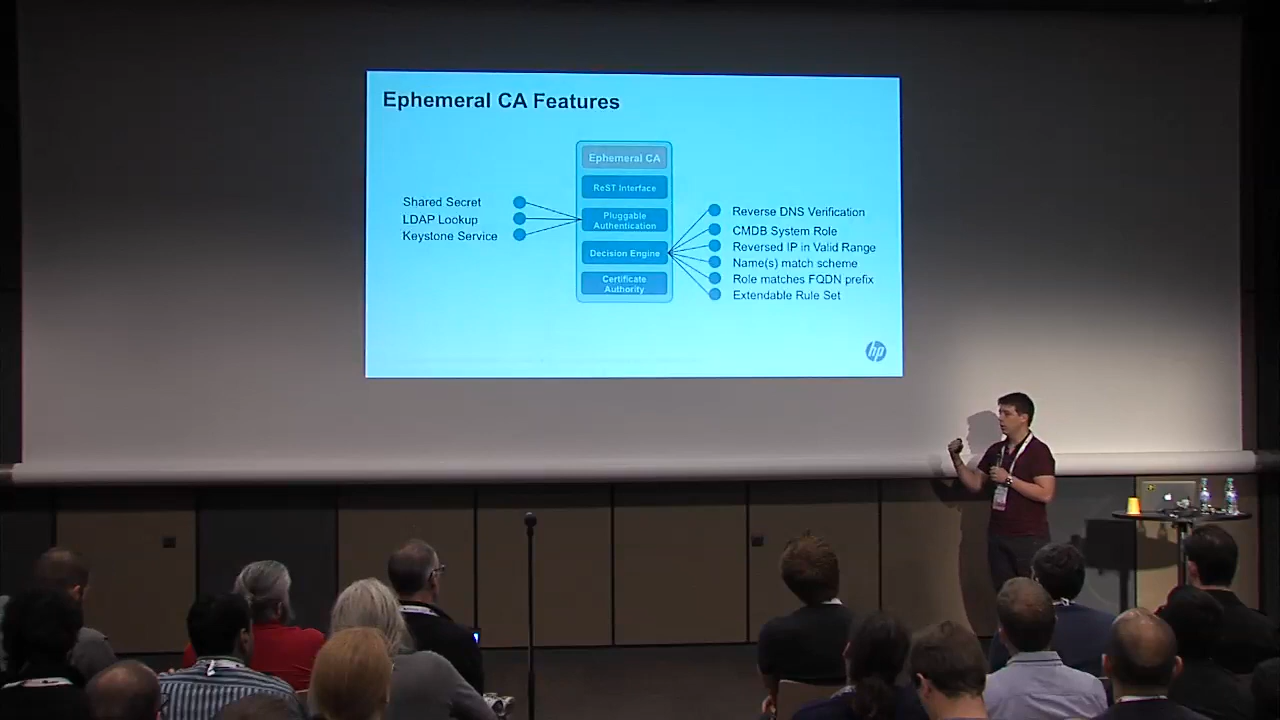 Ephemeral CA Features
Ephemeral CA
ReST Interface
Pluggable
Authentication
Decision Engine
Certificate
Authority
Shared Secret
LDAP Lookup
Keystone Service
Reverse DNS Verification
CMDB System Role
Reversed IP in Valid Range
Name(s) match scheme
Role matches FQDN prefix
Extendable Rule Set
hp